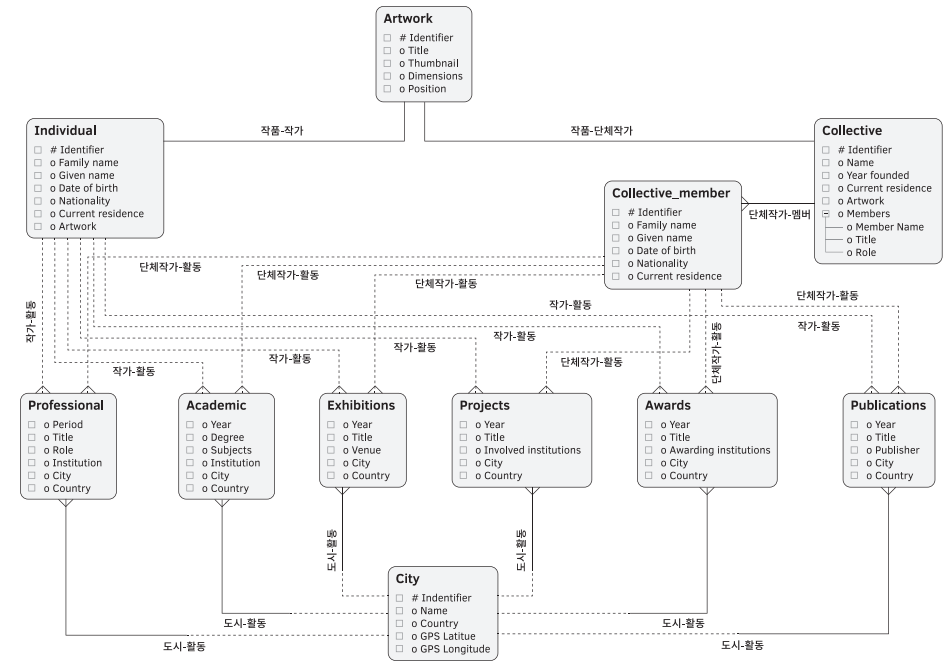 Artwork
# Identifier
o Title
o Thumbnail
o Dimensions
o Position
작품-작가
작품-단체작가
Individual
# Identifier
o Family name
o Given name
o Date of birth
o Nationality
o Current residence
o Artwork
Collective
# Identifier
o Name
o Year founded
o Current residence
o Artwork
o Members
o Member Name
o Title
o Role
Collective_member
# Identifier
o Family name
o Given name
o Date of birth
o Nationality
o Current residence
단체작가-멤버
단체작가-활동
단체작가-활동
단체작가-활동
단체작가-활동
작가-활동
작가-활동
작가-활동
작가-활동
작가-활동
작가-활동
작가-활동
단체작가-활동
단체작가-활동
Professional
o Period
o Title
o Role
o Institution
o City
o Country
Academic
o Year
o Degree
o Subjects
o Institution
o City
o Country
Exhibitions
o Year
o Title
o Venue
o City
o Country
Projects
o Year
o Title
o Involved institutions
o City
o Country
Awards
o Year
o Title
o Awarding institutions
o City
o Country
Publications
o Year
o Title
o Publisher
o City
o Country
도시-활동
도시-활동
City
# Indentifier
o Name
o Country
o GPS Latitue
o GPS Longitude
도시-활동
도시-활동
도시-활동
도시-활동